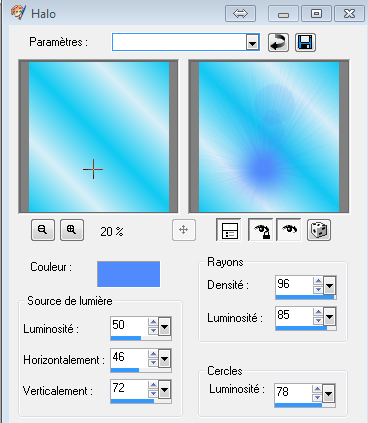 Halo
Paramètres :
20 %
Couleur :
Source de lumière
Luminosité : 50
Horizontalement : 46
Verticalement : 72
Rayons
Densité : 96
Luminosité : 85
Cercles
Luminosité : 78